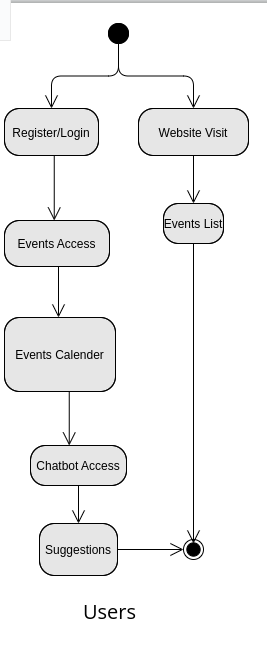 Register/Login
Website Visit
Events List
Events Access
Events Calender
Chatbot Access
Suggestions
Users